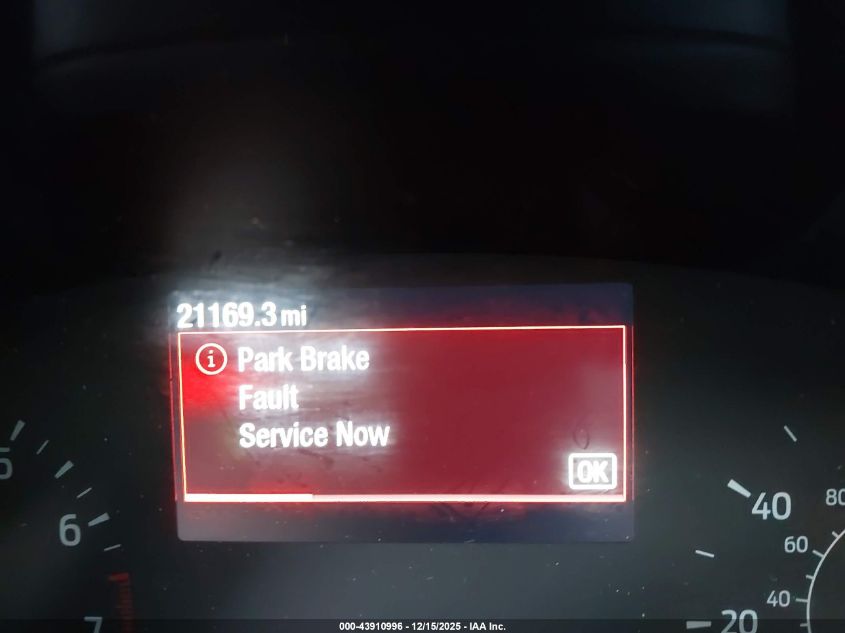 21169.3 mi
i Park Brake
Fault
Service Now
OK
5
6
7
40
20
80
60
40
000-43910996 - 12/15/2025 - IAA Inc.